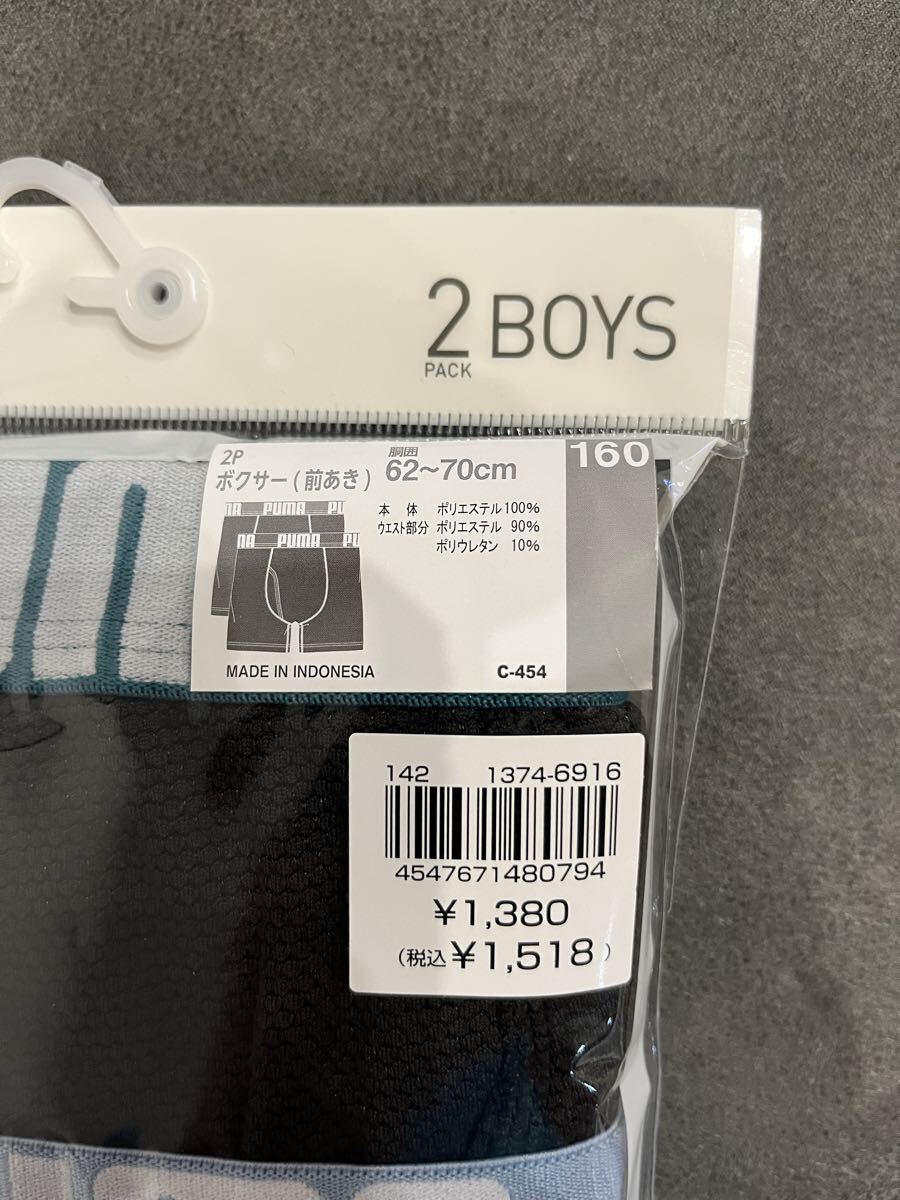 2 BOYS
PACK
2P
ボクサー(前あき)
胴囲
62～70cm
160
本 体 ポリエステル100%
ウエスト部分 ポリエステル 90%
ポリウレタン 10%
PUMA PU
PUMA PU
MADE IN INDONESIA
C-454
142 1374-6916
4547671480794
¥1,380
(税込¥1,518)